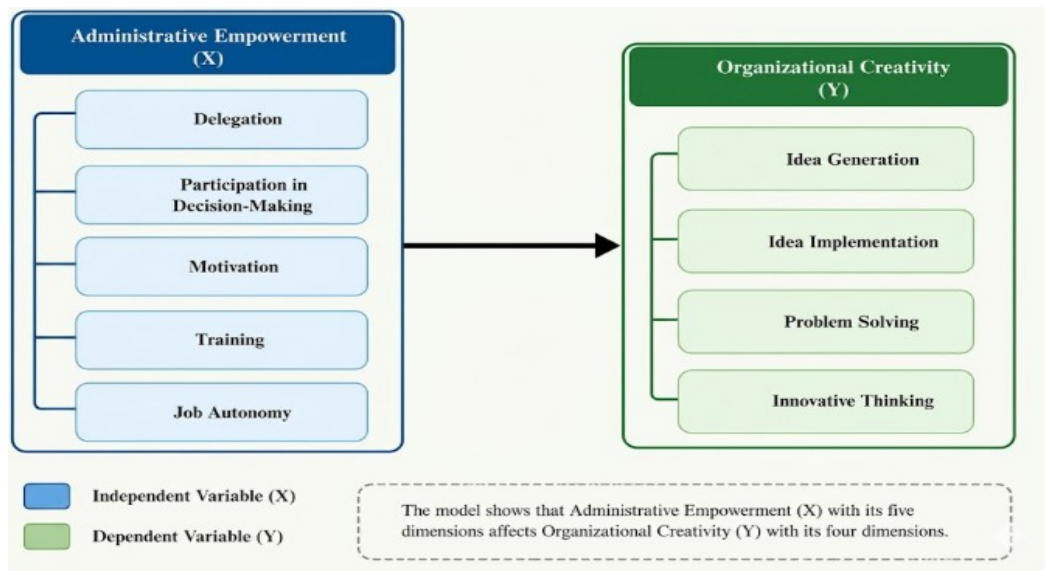 Administrative Empowerment
(X)
Delegation
Participation in
Decision-Making
Motivation
Training
Job Autonomy
Organizational Creativity
(Y)
Idea Generation
Idea Implementation
Problem Solving
Innovative Thinking
Independent Variable (X)
Dependent Variable (Y)
The model shows that Administrative Empowerment (X) with its five
dimensions affects Organizational Creativity (Y) with its four dimensions.